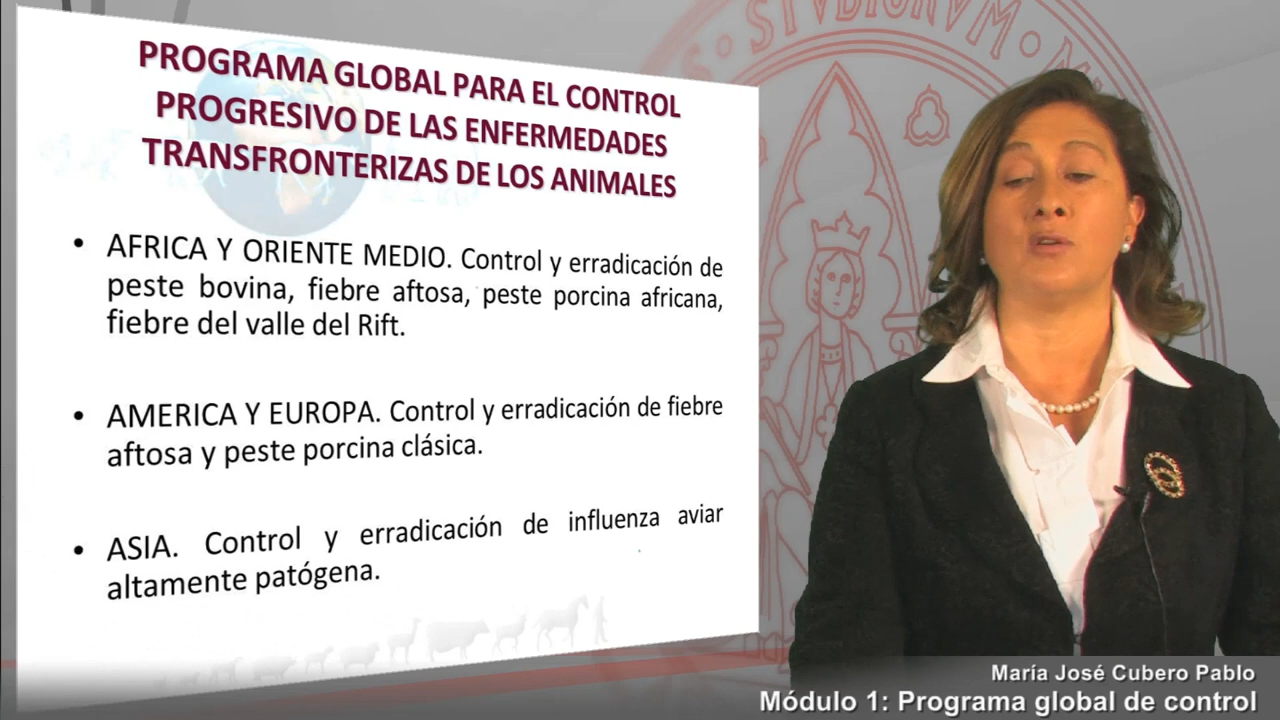 STVDIORVM
PROGRAMA GLOBAL PARA EL CONTROL
PROGRESIVO DE LAS ENFERMEDADES
TRANSFRONTERIZAS DE LOS ANIMALES
• AFRICA Y ORIENTE MEDIO. Control y erradicación de
peste bovina, fiebre aftosa, peste porcina africana,
fiebre del valle del Rift.
• AMERICA Y EUROPA. Control y erradicación de fiebre
aftosa y peste porcina clásica.
• ASIA. Control y erradicación de influenza aviar
altamente patógena.
María José Cubero Pablo
Módulo 1: Programa global de control